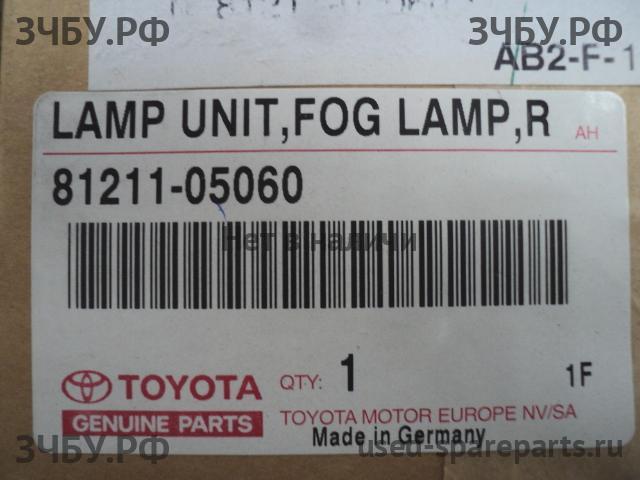 ЗЧБУ.РФ
ЗЧБУ.РФ
AB2-F-1
LAMP UNIT,FOG LAMP,R AH
81211-05060
Нет в наличии
TOYOTA
GENUINE PARTS
QTY: 1
1F
TOYOTA MOTOR EUROPE NV/SA
Made in Germany
ЗЧБУ.РФ
used-spareparts.ru